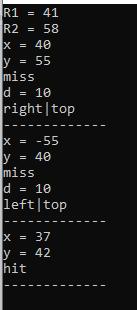 R1 = 41
R2 = 58
x = 40
y = 55
miss
d = 10
right|top
-------------
x = -55
y = 40
miss
d = 10
left|top
-------------
x = 37
y = 42
hit
-------------